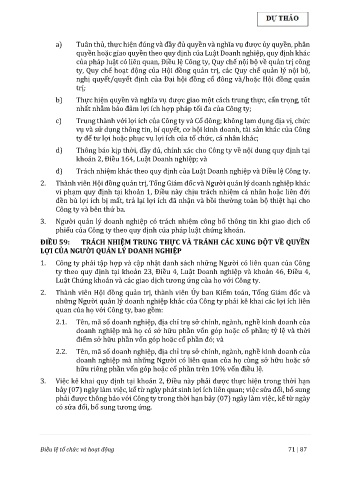 DỰ THẢO
a) Tuân thủ, thực hiện đúng và đầy đủ quyền và nghĩa vụ được ủy quyền, phân
quyền hoặc giao quyền theo quy định của Luật Doanh nghiệp, quy định khác
của pháp luật có liên quan, Điều lệ Công ty, Quy chế nội bộ về quản trị công
ty, Quy chế hoạt động của Hội đồng quản trị, các Quy chế quản lý nội bộ,
nghị quyết/quyết định của Đại hội đồng cổ đông và/hoặc Hội đồng quản
trị;
b) Thực hiện quyền và nghĩa vụ được giao một cách trung thực, cẩn trọng, tốt
nhất nhằm bảo đảm lợi ích hợp pháp tối đa của Công ty;
c) Trung thành với lợi ích của Công ty và Cổ đông; không lạm dụng địa vị, chức
vụ và sử dụng thông tin, bí quyết, cơ hội kinh doanh, tài sản khác của Công
ty để tư lợi hoặc phục vụ lợi ích của tổ chức, cá nhân khác;
d) Thông báo kịp thời, đầy đủ, chính xác cho Công ty về nội dung quy định tại
khoản 2, Điều 164, Luật Doanh nghiệp; và
đ) Trách nhiệm khác theo quy định của Luật Doanh nghiệp và Điều lệ Công ty.
2. Thành viên Hội đồng quản trị, Tổng Giám đốc và Người quản lý doanh nghiệp khác
vi phạm quy định tại khoản 1, Điều này chịu trách nhiệm cá nhân hoặc liên đới
đền bù lợi ích bị mất, trả lại lợi ích đã nhận và bồi thường toàn bộ thiệt hại cho
Công ty và bên thứ ba.
3. Người quản lý doanh nghiệp có trách nhiệm công bố thông tin khi giao dịch cổ
phiếu của Công ty theo quy định của pháp luật chứng khoán.
ĐIỀU 59: TRÁCH NHIỆM TRUNG THỰC VÀ TRÁNH CÁC XUNG ĐỘT VỀ QUYỀN
LỢI CỦA NGƯỜI QUẢN LÝ DOANH NGHIỆP
1. Công ty phải tập hợp và cập nhật danh sách những Người có liên quan của Công
ty theo quy định tại khoản 23, Điều 4, Luật Doanh nghiệp và khoản 46, Điều 4,
Luật Chứng khoán và các giao dịch tương ứng của họ với Công ty.
2. Thành viên Hội đồng quản trị, thành viên Ủy ban Kiểm toán, Tổng Giám đốc và
những Người quản lý doanh nghiệp khác của Công ty phải kê khai các lợi ích liên
quan của họ với Công ty, bao gồm:
2.1. Tên, mã số doanh nghiệp, địa chỉ trụ sở chính, ngành, nghề kinh doanh của
doanh nghiệp mà họ có sở hữu phần vốn góp hoặc cổ phần; tỷ lệ và thời
điểm sở hữu phần vốn góp hoặc cổ phần đó; và
2.2. Tên, mã số doanh nghiệp, địa chỉ trụ sở chính, ngành, nghề kinh doanh của
doanh nghiệp mà những Người có liên quan của họ cùng sở hữu hoặc sở
hữu riêng phần vốn góp hoặc cổ phần trên 10% vốn điều lệ.
3. Việc kê khai quy định tại khoản 2, Điều này phải được thực hiện trong thời hạn
bảy (07) ngày làm việc, kể từ ngày phát sinh lợi ích liên quan; việc sửa đổi, bổ sung
phải được thông báo với Công ty trong thời hạn bảy (07) ngày làm việc, kể từ ngày
có sửa đổi, bổ sung tương ứng.
Điều lệ tổ chức và hoạt động 71 | 87